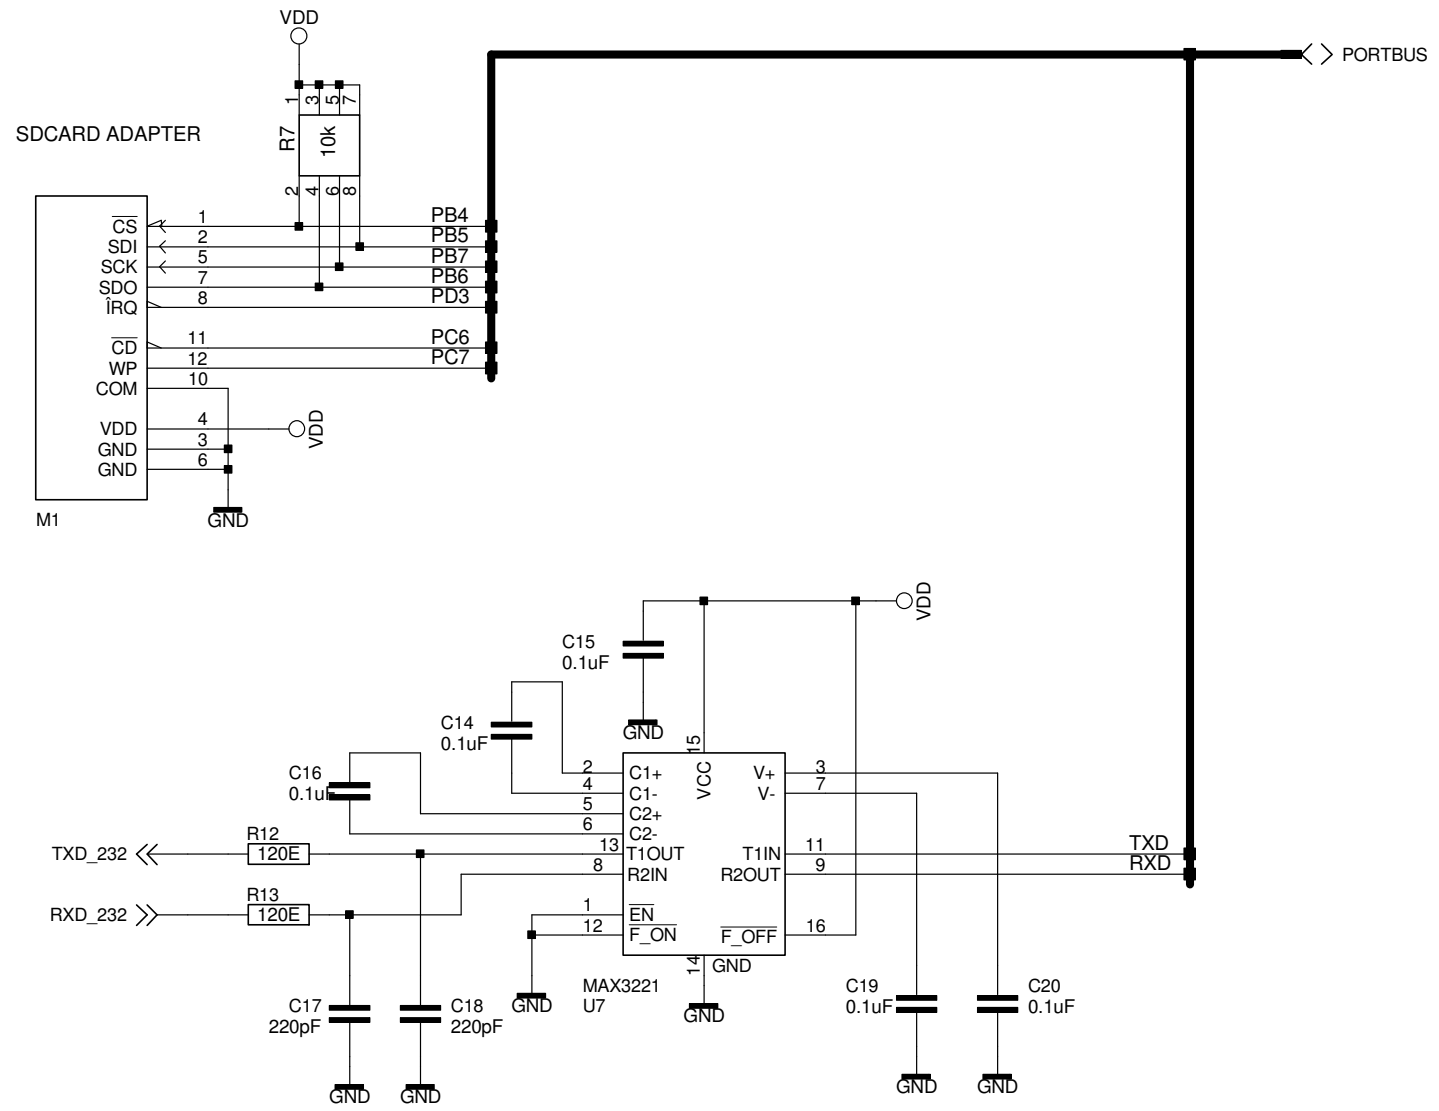 VDD
PORTBUS
1 3 5 7
SDCARD ADAPTER
R7
10k
2 4 6 8
CS 1 PB4
SDI 2 PB5
SCK 5 PB7
SDO 7 PB6
ÎRQ 8 PD3
CD 11 PC6
WP 12 PC7
COM 10
VDD 4 VDD
GND 3
GND 6
M1
GND
VDD
C15
0.1uF
GND
C14
0.1uF
C16
0.1uF
15
VCC
2 C1+ V+ 3
4 C1- V- 7
5 C2+
6 C2-
TXD_232 R12 120E 13 T1OUT T1IN 11 TXD
8 R2IN R2OUT 9 RXD
RXD_232 R13 120E
1 EN
12 F_ON F_OFF 16
14 GND
MAX3221
U7
GND
GND
C17
220pF
C18
220pF
C19
0.1uF
C20
0.1uF
GND
GND
GND
GND